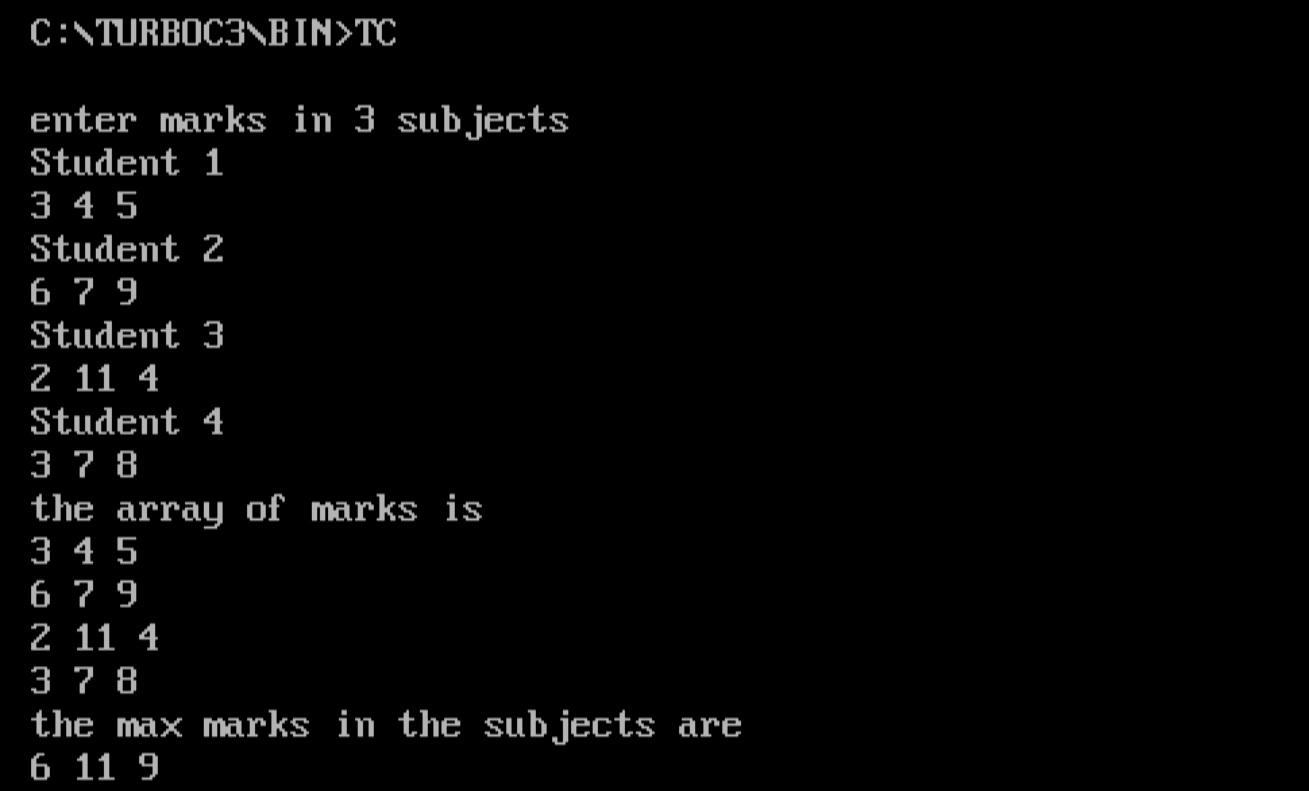 C:\TURBOC3\BIN>TC
enter marks in 3 subjects
Student 1
3 4 5
Student 2
6 7 9
Student 3
2 11 4
Student 4
3 7 8
the array of marks is
3 4 5
6 7 9
2 11 4
3 7 8
the max marks in the subjects are
6 11 9